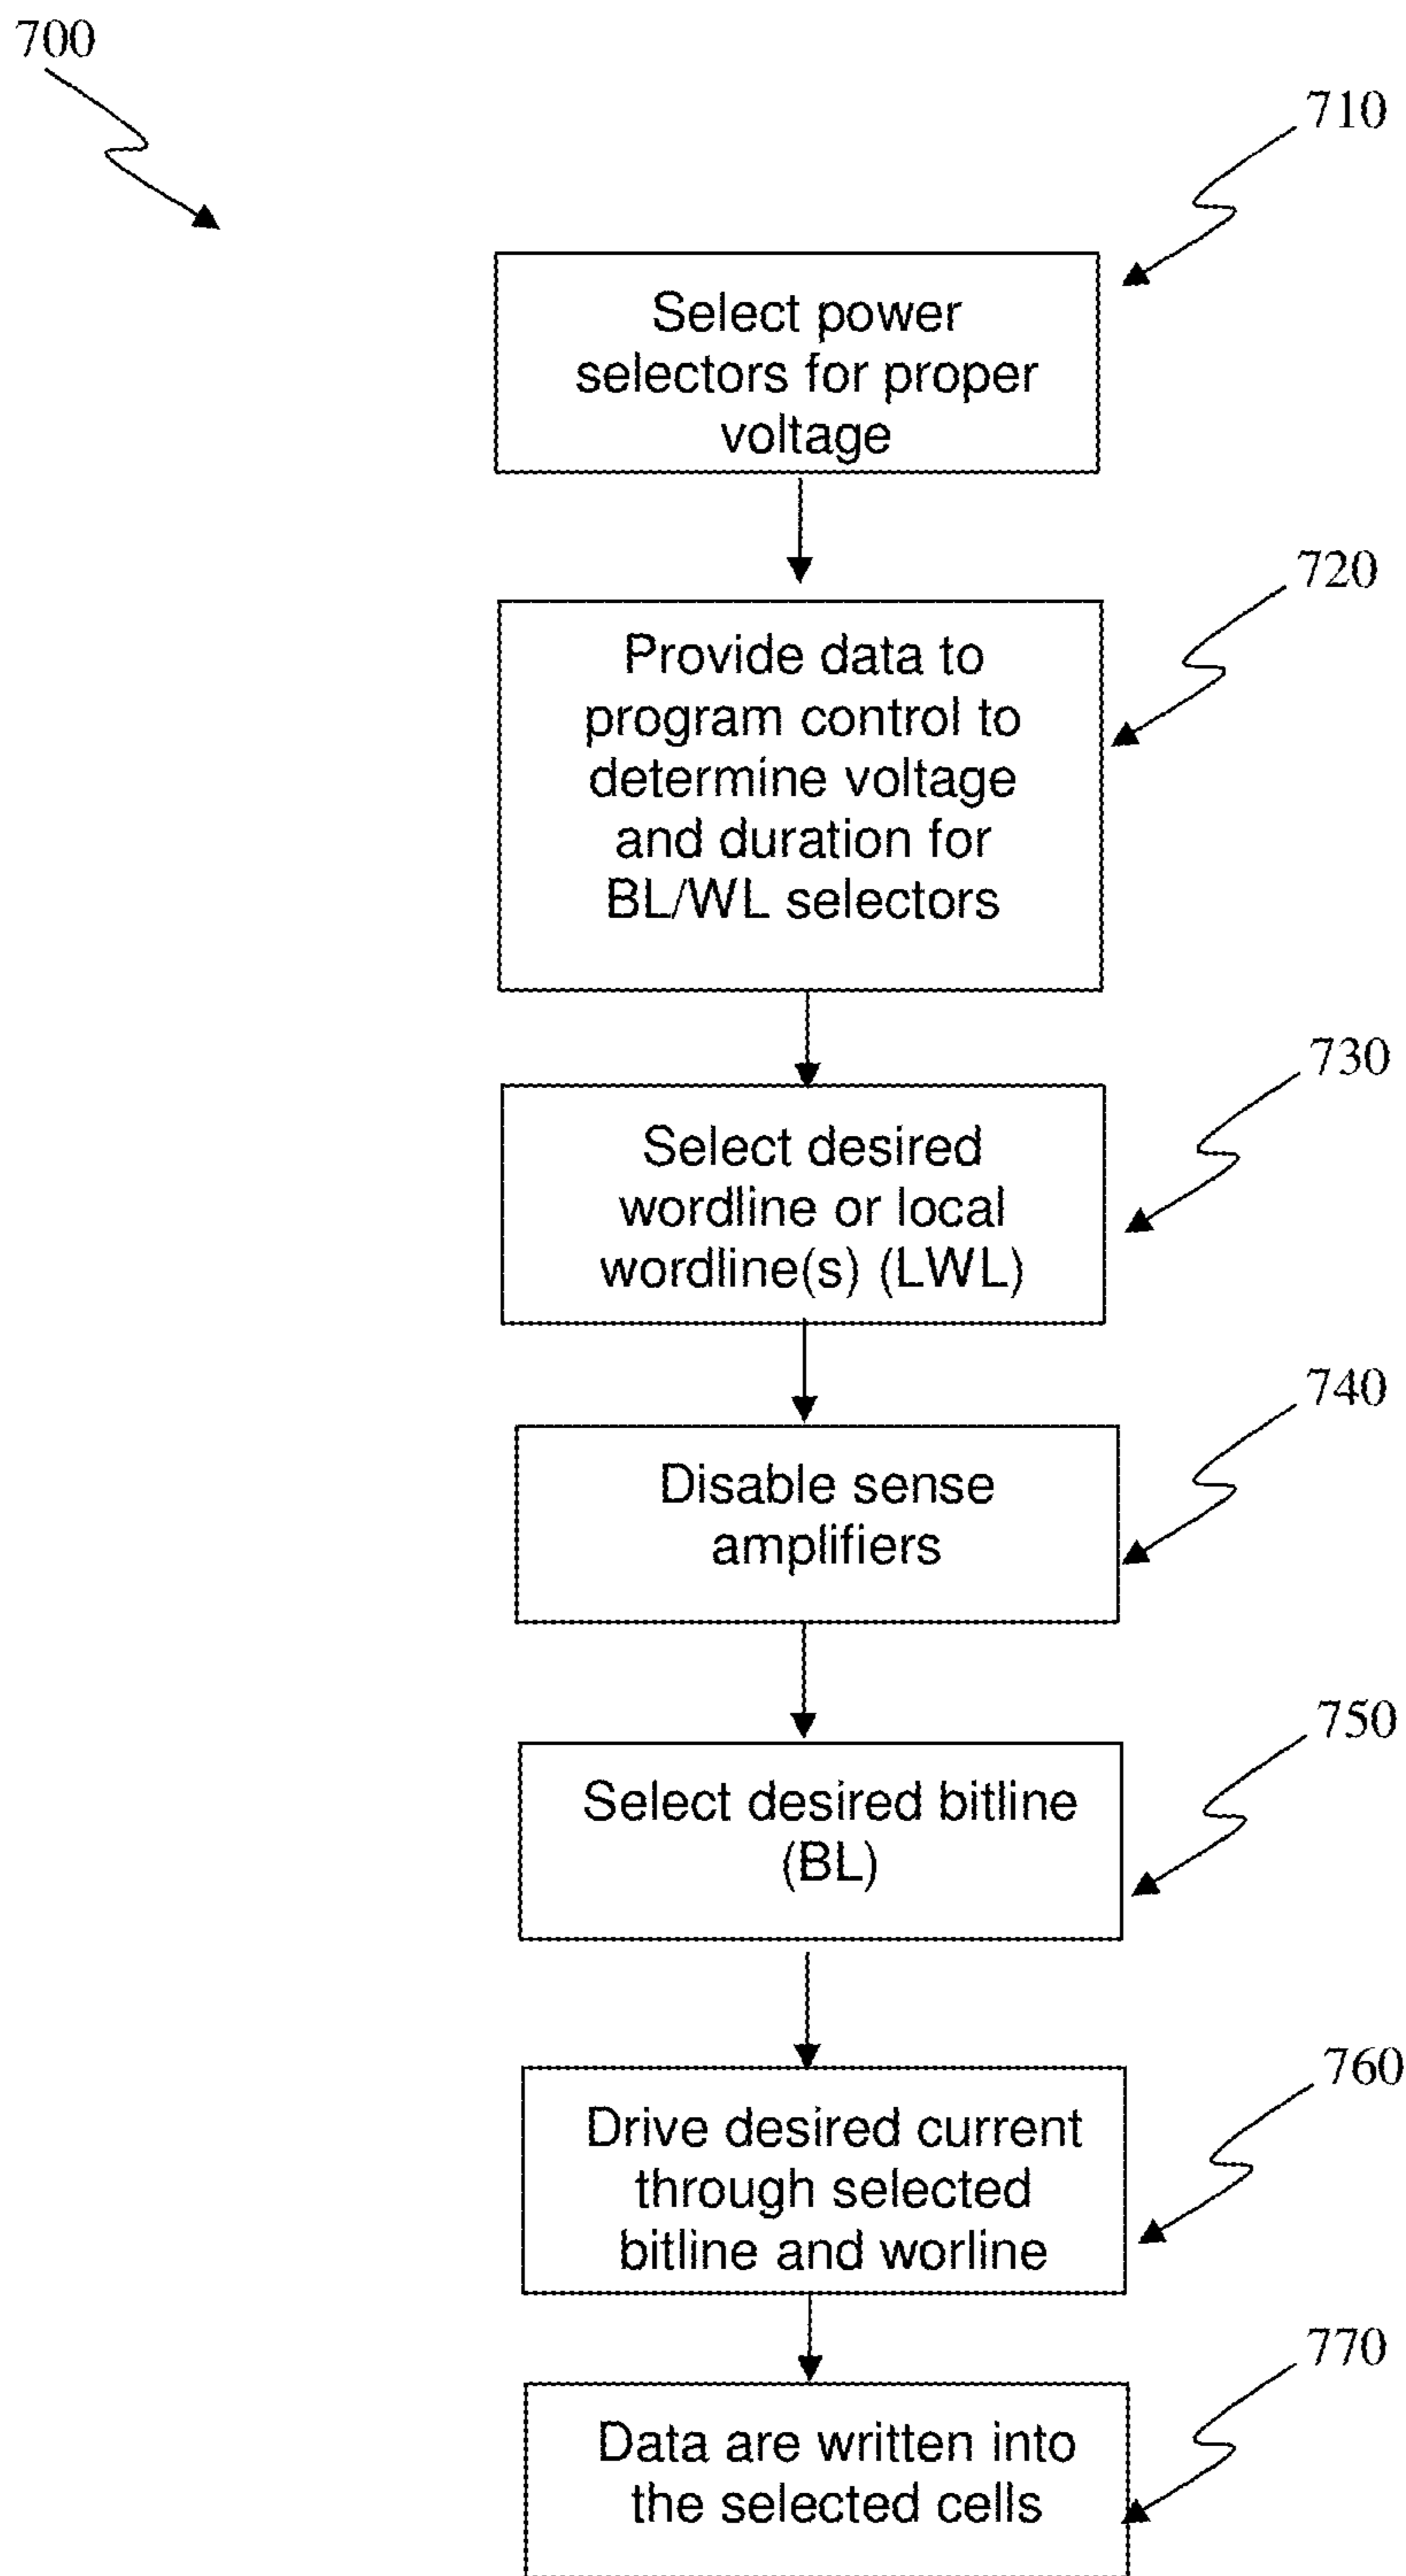 700
710
Select power
selectors for proper
voltage
720
Provide data to
program control to
determine voltage
and duration for
BL/WL selectors
730
Select desired
wordline or local
wordline(s) (LWL)
740
Disable sense
amplifiers
750
Select desired bitline
(BL)
760
Drive desired current
through selected
bitline and worline
770
Data are written into
the selected cells